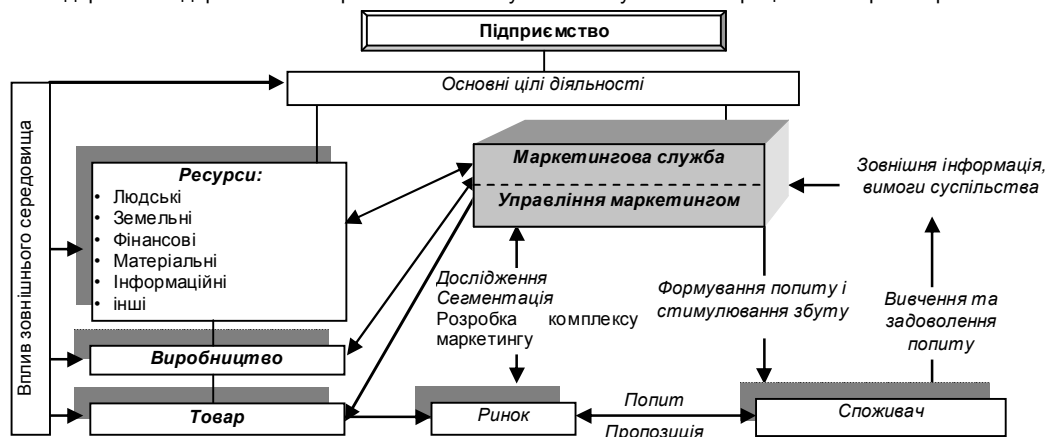 Підприємство
Основні цілі діяльності
Вплив зовнішнього середовища
Ресурси:
• Людські
• Земельні
• Фінансові
• Матеріальні
• Інформаційні
• інші
Маркетингова служба
Управління маркетингом
Зовнішня інформація,
вимоги суспільства
Дослідження
Сегментація
Розробка комплексу
маркетингу
Формування попиту і
стимулювання збуту
Вивчення та
задоволення
попиту
Виробництво
Товар
Ринок
Попит
Пропозиція
Споживач